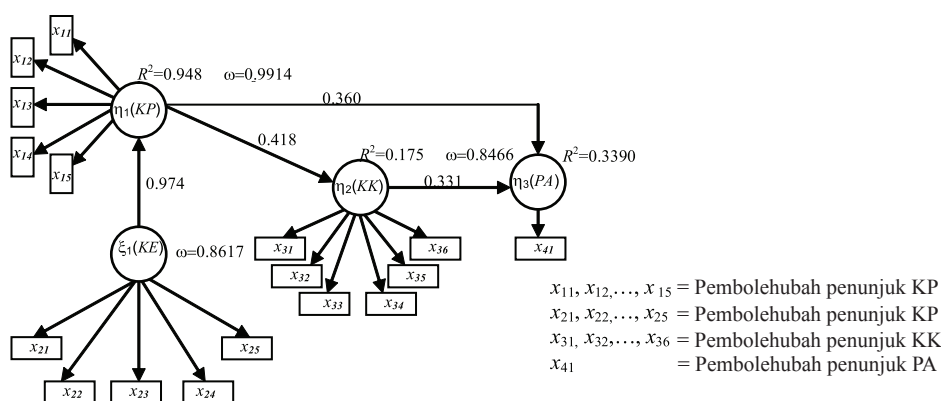 x11
x12
R²=0.948 ω=0.9914
η1(KP)
0.360
x13
x14
x15
0.418
R²=0.175 ω=0.8466
R²=0.3390
η2(KK)
0.331
η3(PA)
0.974
ξ1(KE)
ω=0.8617
x31
x36
x41
x32
x35
x33
x34
x21
x25
x22
x23
x24
x11, x12,…, x15 = Pembolehubah penunjuk KP
x21, x22,…, x25 = Pembolehubah penunjuk KP
x31, x32,…, x36 = Pembolehubah penunjuk KK
x41 = Pembolehubah penunjuk PA